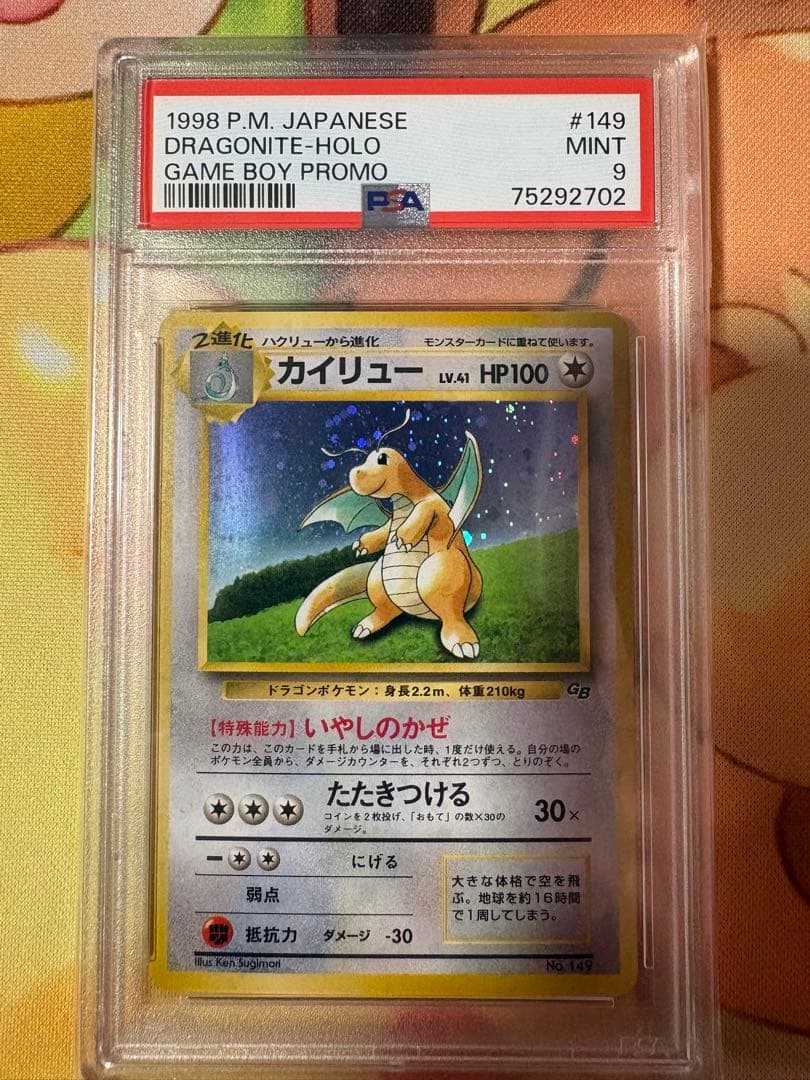 1998 P.M. JAPANESE #149
DRAGONITE-HOLO MINT
GAME BOY PROMO 9
PSA 75292702
2進化 ハクリューから進化 モンスターカードに重ねて使います。
カイリュー LV.41 HP100
ドラゴンポケモン：身長2.2m、体重210kg GB
【特殊能力】いやしのかぜ
この力は、このカードを手札から場に出した時、1度だけ使える。自分の場の
ポケモン全員から、ダメージカウンターを、それぞれ2つずつ、とりのぞく。
たたきつける 30×
コインを2枚投げ、「おもて」の数×30の
ダメージ。
にげる
弱点
抵抗力 ダメージ -30
大きな体格で空を飛
ぶ。地球を約16時間
で1周してしまう。
Illus Ken Sugimori No. 149